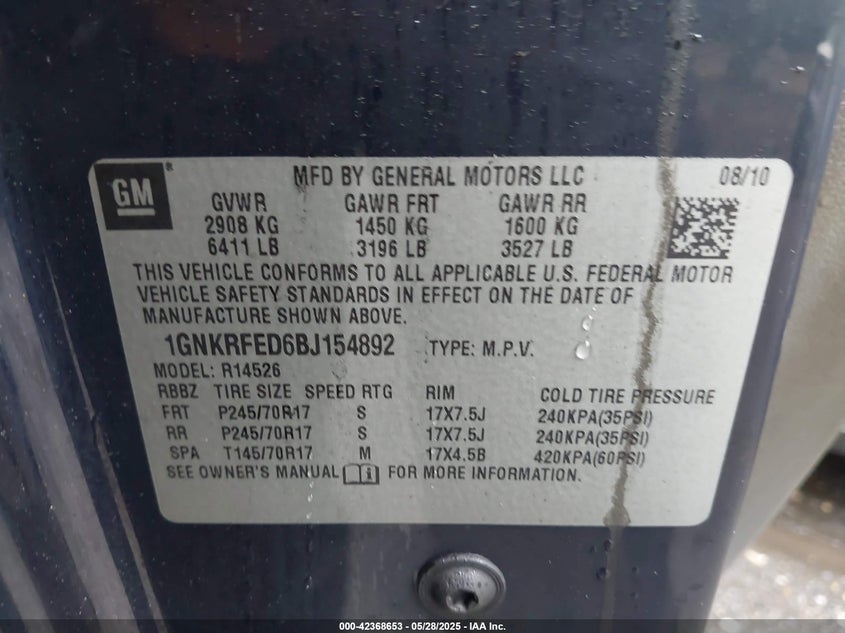 GM ® MFD BY GENERAL MOTORS LLC 08/10
GVWR GAWR FRT GAWR RR
2908 KG 1450 KG 1600 KG
6411 LB 3196 LB 3527 LB
THIS VEHICLE CONFORMS TO ALL APPLICABLE U.S. FEDERAL MOTOR
VEHICLE SAFETY STANDARDS IN EFFECT ON THE DATE OF
MANUFACTURE SHOWN ABOVE.
1GNKRFED6BJ154892 TYPE: M.P.V.
MODEL: R14526
RBBZ TIRE SIZE SPEED RTG RIM COLD TIRE PRESSURE
FRT P245/70R17 S 17X7.5J 240KPA(35PSI)
RR P245/70R17 S 17X7.5J 240KPA(35PSI)
SPA T145/70R17 M 17X4.5B 420KPA(60PSI)
SEE OWNER'S MANUAL FOR MORE INFORMATION.
000-42368653 - 05/28/2025 - IAA Inc.